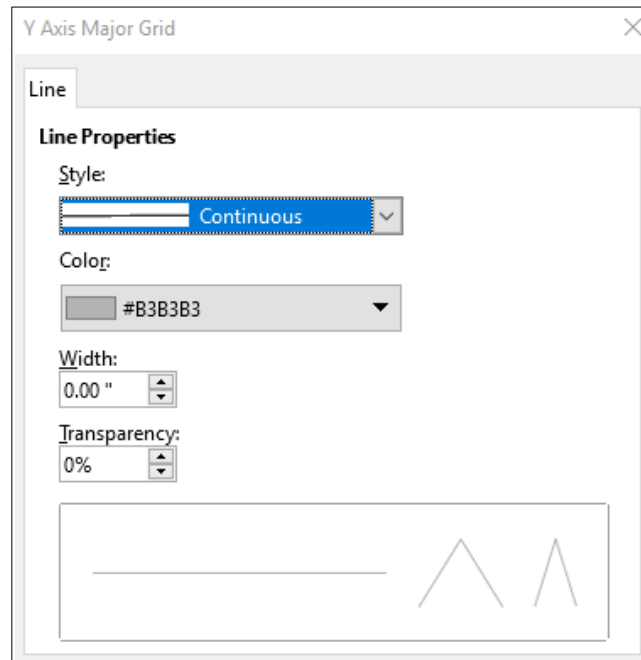 Y Axis Major Grid
Line
Line Properties
Style:
Continuous
Color:
#B3B3B3
Width:
0.00 "
Transparency:
0%